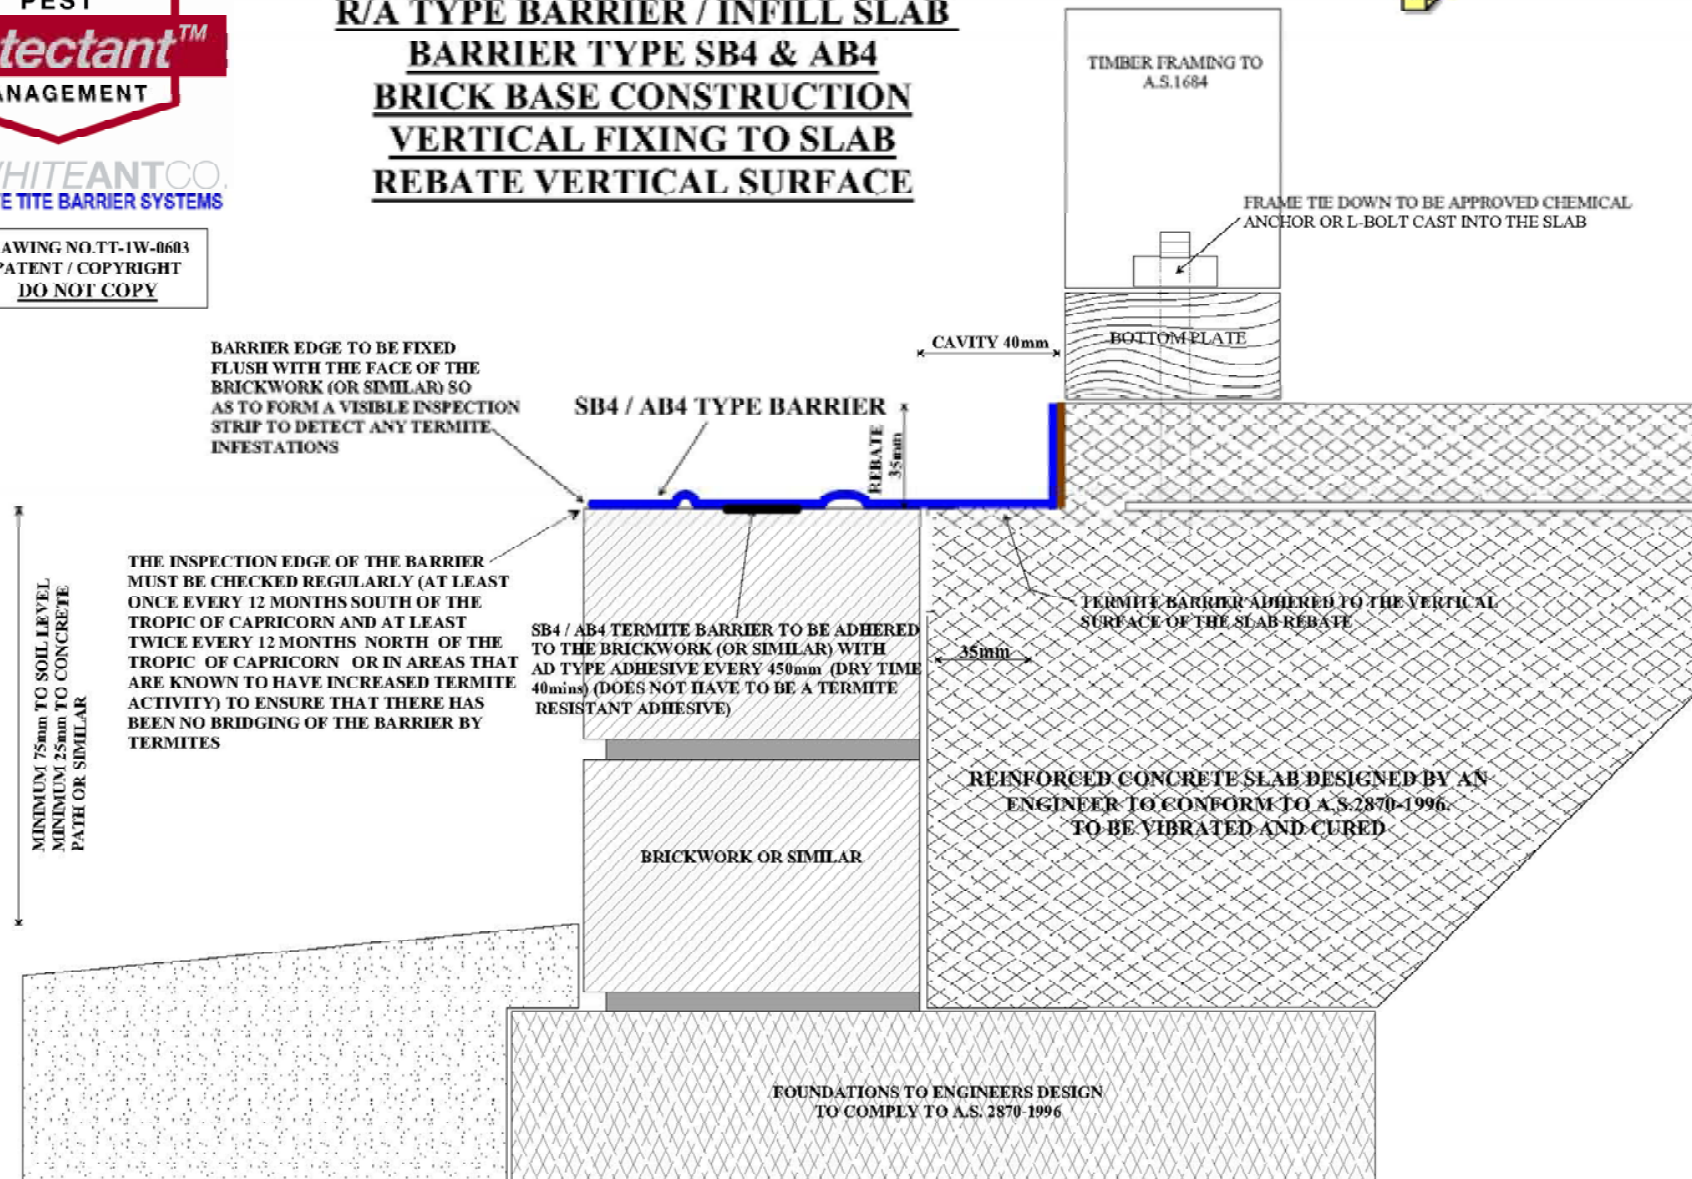 PEST
tectant™
ANAGEMENT
HITEANTCO.
E TITE BARRIER SYSTEMS
AWING NO.TT-1W-0603
PATENT / COPYRIGHT
DO NOT COPY
R/A TYPE BARRIER / INFILL SLAB
BARRIER TYPE SB4 & AB4
BRICK BASE CONSTRUCTION
VERTICAL FIXING TO SLAB
REBATE VERTICAL SURFACE
TIMBER FRAMING TO
A.S.1684
FRAME TIE DOWN TO BE APPROVED CHEMICAL
ANCHOR OR L-BOLT CAST INTO THE SLAB
BOTTOM PLATE
CAVITY 40mm
BARRIER EDGE TO BE FIXED
FLUSH WITH THE FACE OF THE
BRICKWORK (OR SIMILAR) SO
AS TO FORM A VISIBLE INSPECTION
STRIP TO DETECT ANY TERMITE
INFESTATIONS
SB4 / AB4 TYPE BARRIER
REBATE
35mm
THE INSPECTION EDGE OF THE BARRIER
MUST BE CHECKED REGULARLY (AT LEAST
ONCE EVERY 12 MONTHS SOUTH OF THE
TROPIC OF CAPRICORN AND AT LEAST
TWICE EVERY 12 MONTHS NORTH OF THE
TROPIC OF CAPRICORN OR IN AREAS THAT
ARE KNOWN TO HAVE INCREASED TERMITE
ACTIVITY) TO ENSURE THAT THERE HAS
BEEN NO BRIDGING OF THE BARRIER BY
TERMITES
MINIMUM 75mm TO SOIL LEVEL
MINIMUM 25mm TO CONCRETE
PATH OR SIMILAR
SB4 / AB4 TERMITE BARRIER TO BE ADHERED
TO THE BRICKWORK (OR SIMILAR) WITH
AD TYPE ADHESIVE EVERY 450mm (DRY TIME
40mins) (DOES NOT HAVE TO BE A TERMITE
RESISTANT ADHESIVE)
TERMITE BARRIER ADHERED TO THE VERTICAL
SURFACE OF THE SLAB REBATE
35mm
REINFORCED CONCRETE SLAB DESIGNED BY AN
ENGINEER TO CONFORM TO A.S.2870-1996.
TO BE VIBRATED AND CURED
BRICKWORK OR SIMILAR
FOUNDATIONS TO ENGINEERS DESIGN
TO COMPLY TO A.S. 2870-1996